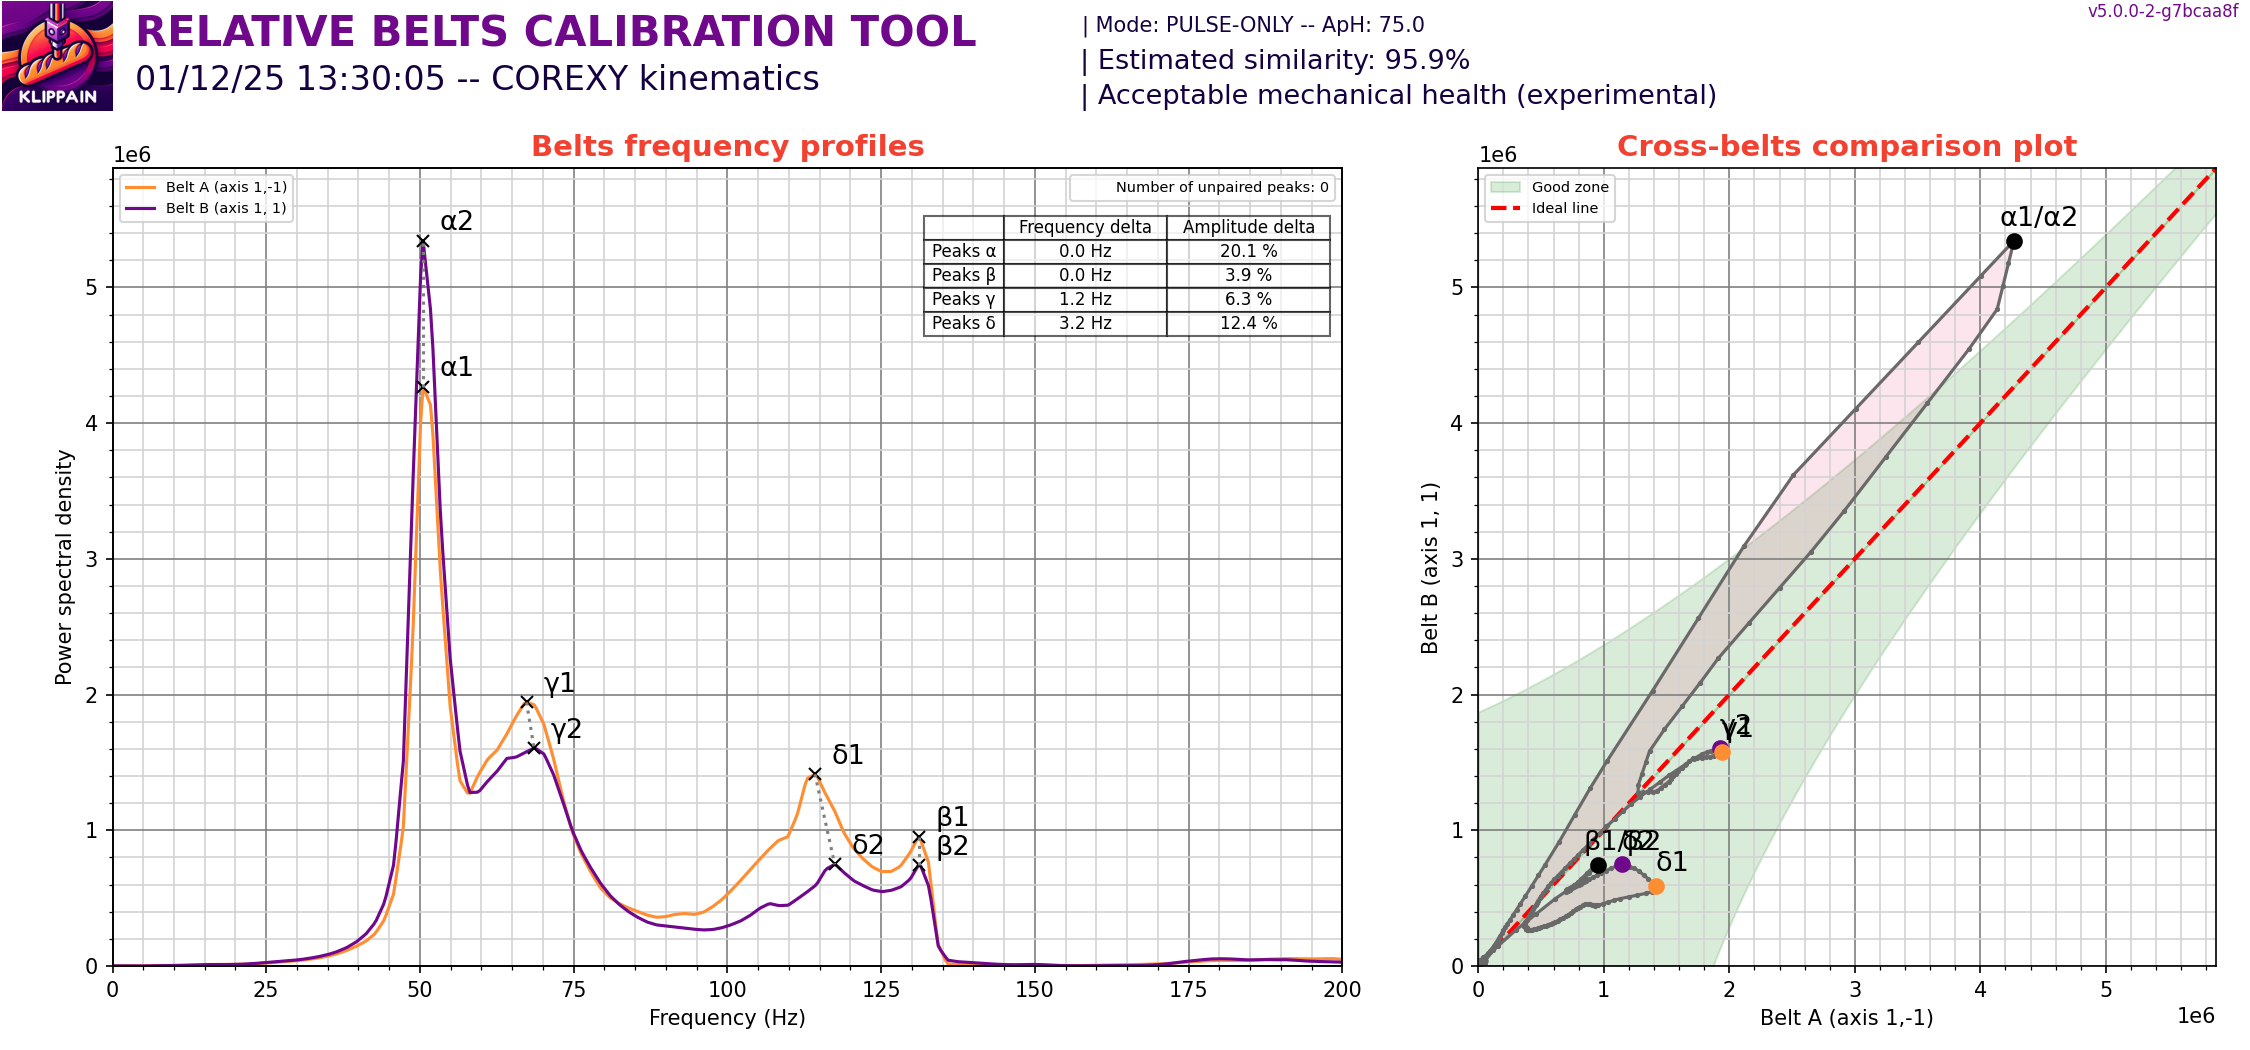 KLIPPAIN
RELATIVE BELTS CALIBRATION TOOL
01/12/25 13:30:05 -- COREXY kinematics
| Mode: PULSE-ONLY -- ApH: 75.0
| Estimated similarity: 95.9%
| Acceptable mechanical health (experimental)
v5.0.0-2-g7bcaa8f
Belts frequency profiles
1e6
Belt A (axis 1,-1)
Belt B (axis 1, 1)
Number of unpaired peaks: 0
Frequency delta Amplitude delta
Peaks α 0.0 Hz 20.1 %
Peaks β 0.0 Hz 3.9 %
Peaks γ 1.2 Hz 6.3 %
Peaks δ 3.2 Hz 12.4 %
α2
α1
γ1
γ2
δ1
δ2
β1
β2
Power spectral density
5
4
3
2
1
0
0 25 50 75 100 125 150 175 200
Frequency (Hz)
Cross-belts comparison plot
1e6
Good zone
Ideal line
α1/α2
γ2
γ1
β1/β2
δ2
δ1
Belt B (axis 1, 1)
5
4
3
2
1
0
0 1 2 3 4 5
Belt A (axis 1,-1)
1e6